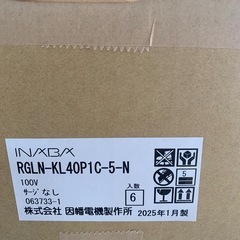 INABA
RGLN-KL40P1C-5-N
100V
サージなし
063733-1
入数
6
5
株式会社 因幡電機製作所
2025年1月製